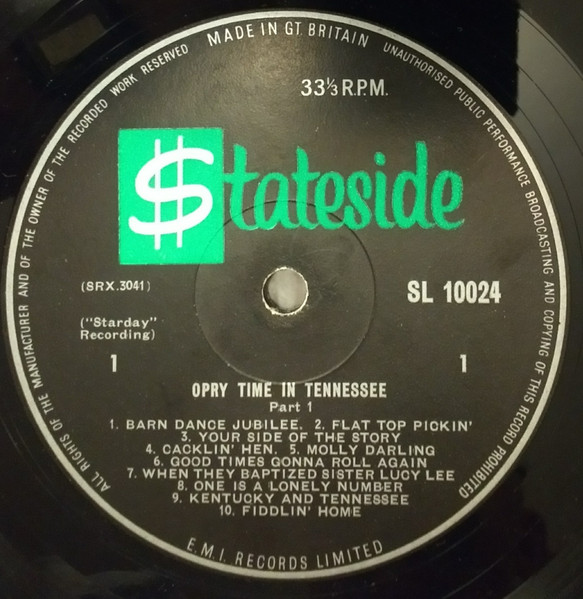 MADE IN GT. BRITAIN
UNAUTHORISED PUBLIC PERFORMANCE BROADCASTING AND COPYING OF THIS RECORD PROHIBITED
ALL RIGHTS OF THE MANUFACTURER AND OF THE OWNER OF THE RECORDED WORK RESERVED
33⅓ R.P.M.
$tateside
(SRX.3041)
SL 10024
("Starday"
Recording)
1
1
OPRY TIME IN TENNESSEE
Part 1
1. BARN DANCE JUBILEE. 2. FLAT TOP PICKIN'
3. YOUR SIDE OF THE STORY
4. CACKLIN' HEN. 5. MOLLY DARLING
6. GOOD TIMES GONNA ROLL AGAIN
7. WHEN THEY BAPTIZED SISTER LUCY LEE
8. ONE IS A LONELY NUMBER
9. KENTUCKY AND TENNESSEE
10. FIDDLIN' HOME
E.M.I. RECORDS LIMITED